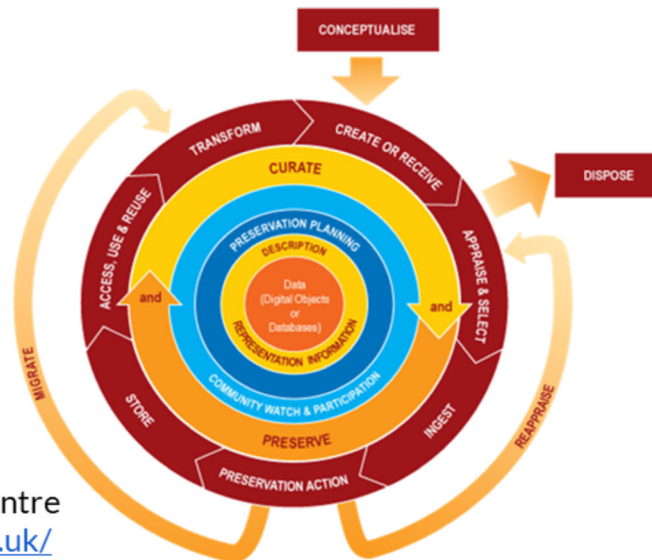 CONCEPTUALISE
TRANSFORM
CREATE OR RECEIVE
DISPOSE
CURATE
ACCESS, USE & REUSE
APPRAISE & SELECT
PRESERVATION PLANNING
DESCRIPTION
and
Data
(Digital Objects
or
Databases)
and
REPRESENTATION INFORMATION
COMMUNITY WATCH & PARTICIPATION
MIGRATE
REAPPRAISE
STORE
INGEST
PRESERVE
PRESERVATION ACTION
ntre
.uk/